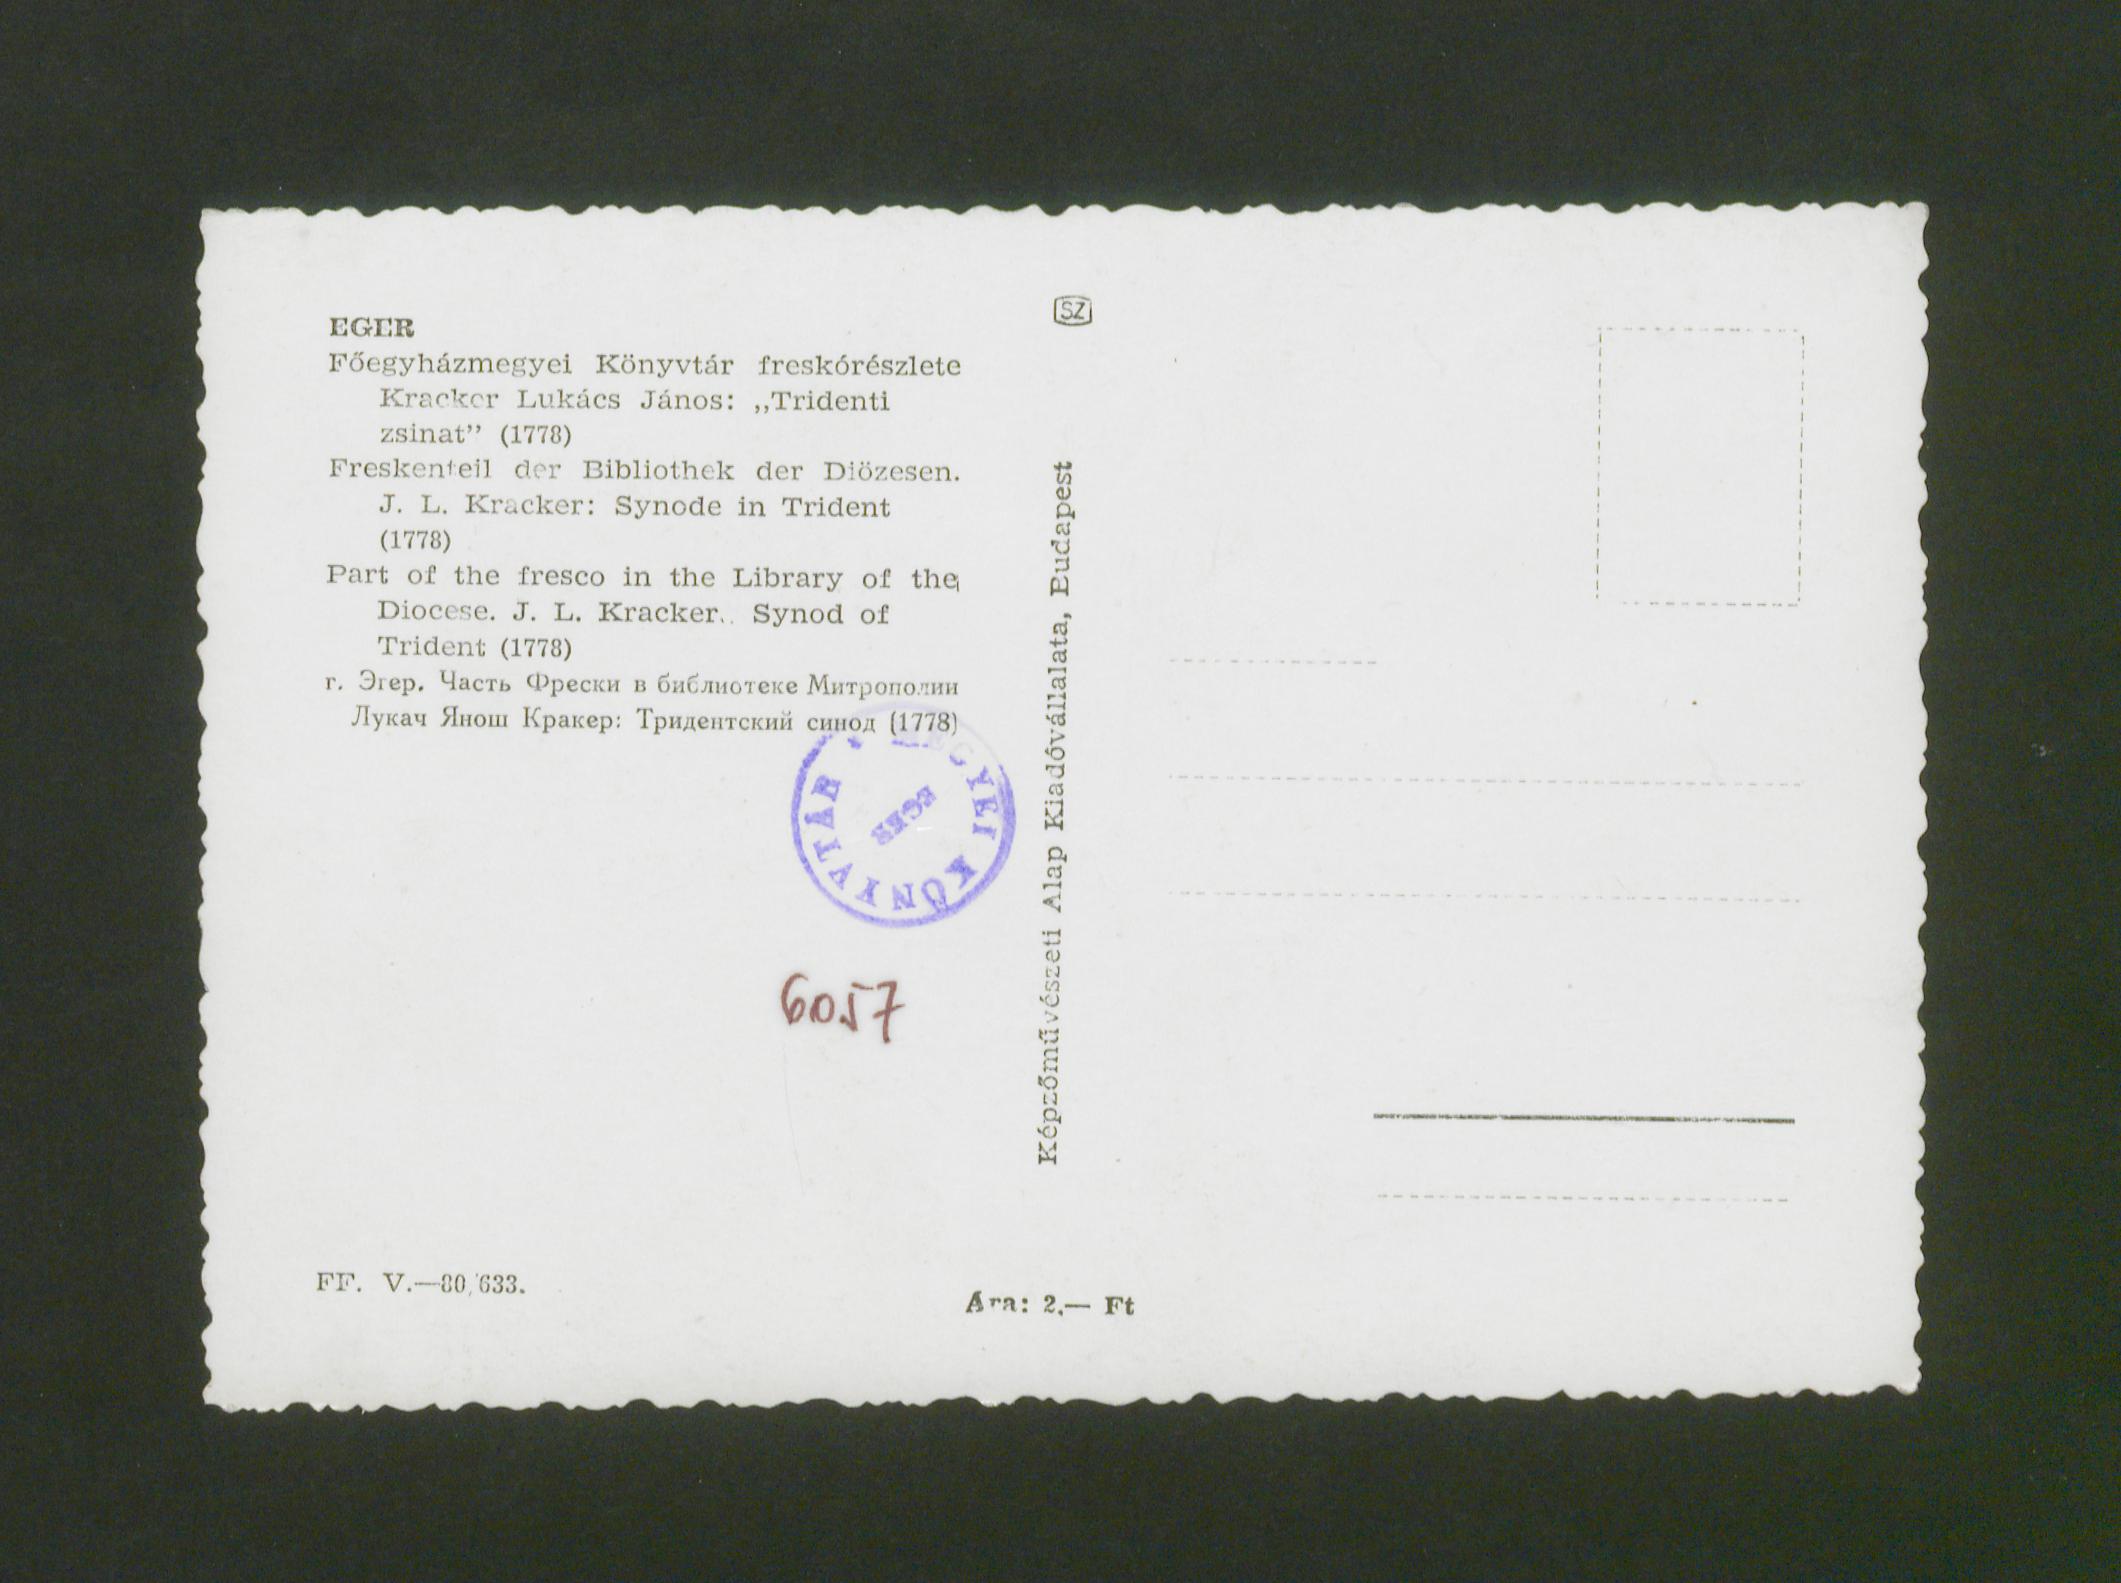 EGER
Főegyházmegyei Könyvtár freskórészlete
Kracker Lukács János: „Tridenti
zsinat” (1778)
Freskenteil der Bibliothek der Diözesen.
J. L. Kracker: Synode in Trident
(1778)
Part of the fresco in the Library of the
Diocese. J. L. Kracker. Synod of
Trident (1778)
г. Эгер. Часть Фрески в библиотеке Митрополии
Лукач Янош Кракер: Тридентский синод (1778)
MEGYEI KÖNYVTÁR
EGER
6057
FF. V.—80,633.
SZ
Képzőművészeti Alap Kiadóvállalata, Budapest
Ára: 2,— Ft